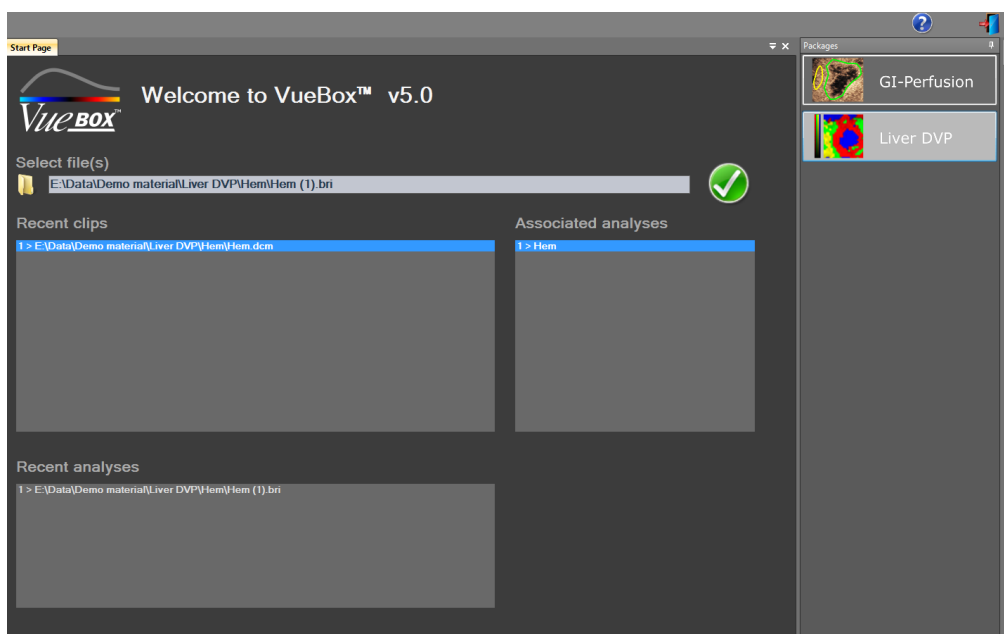 ?
Start Page
Packages
VUEBOX™
Welcome to VueBox™ v5.0
GI-Perfusion
Liver DVP
Select file(s)
E:\Data\Demo material\Liver DVP\Hem\Hem (1).bri
Recent clips
1 > E:\Data\Demo material\Liver DVP\Hem\Hem.dcm
Associated analyses
1 > Hem
Recent analyses
1 > E:\Data\Demo material\Liver DVP\Hem\Hem (1).bri